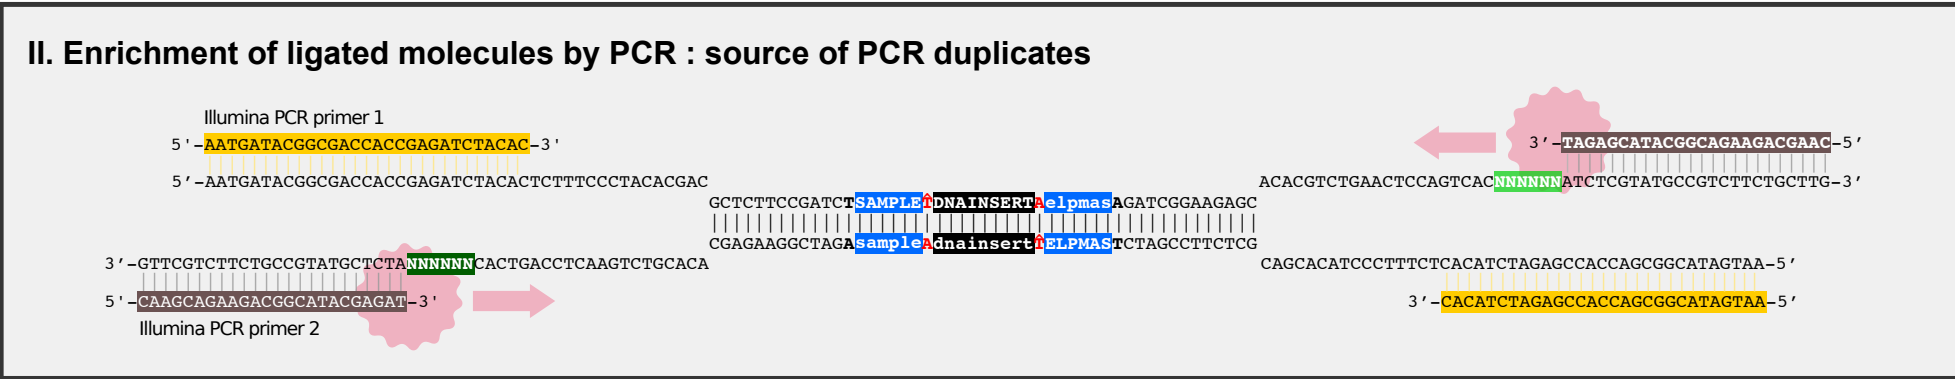 II. Enrichment of ligated molecules by PCR : source of PCR duplicates
Illumina PCR primer 1
5'-AATGATACGGCGACCACCGAGATCTACAC-3'
3'-TAGAGCATACGGCAGAAGACGAAC-5'
5'-AATGATACGGCGACCACCGAGATCTACACTCTTTCCCTACACGAC
ACACGTCTGAACTCCAGTCACNNNNNNATCTCGTATGCCGTCTTCTGCTTG-3'
GCTCTTCCGATCTSAMPLETDNAINSERTAelpmasAGATCGGAAGAGC
CGAGAAGGCTAGAsampleAdnainsertTELPMASTCTAGCCTTCTCG
3'-GTTCGTCTTCTGCCGTATGCTCTANNNNNNCACTGACCTCAAGTCTGCACA
CAGCACATCCCTTTCTCACATCTAGAGCCACCAGCGGCATAGTAA-5'
5'-CAAGCAGAAGACGGCATACGAGAT-3'
3'-CACATCTAGAGCCACCAGCGGCATAGTAA-5'
Illumina PCR primer 2